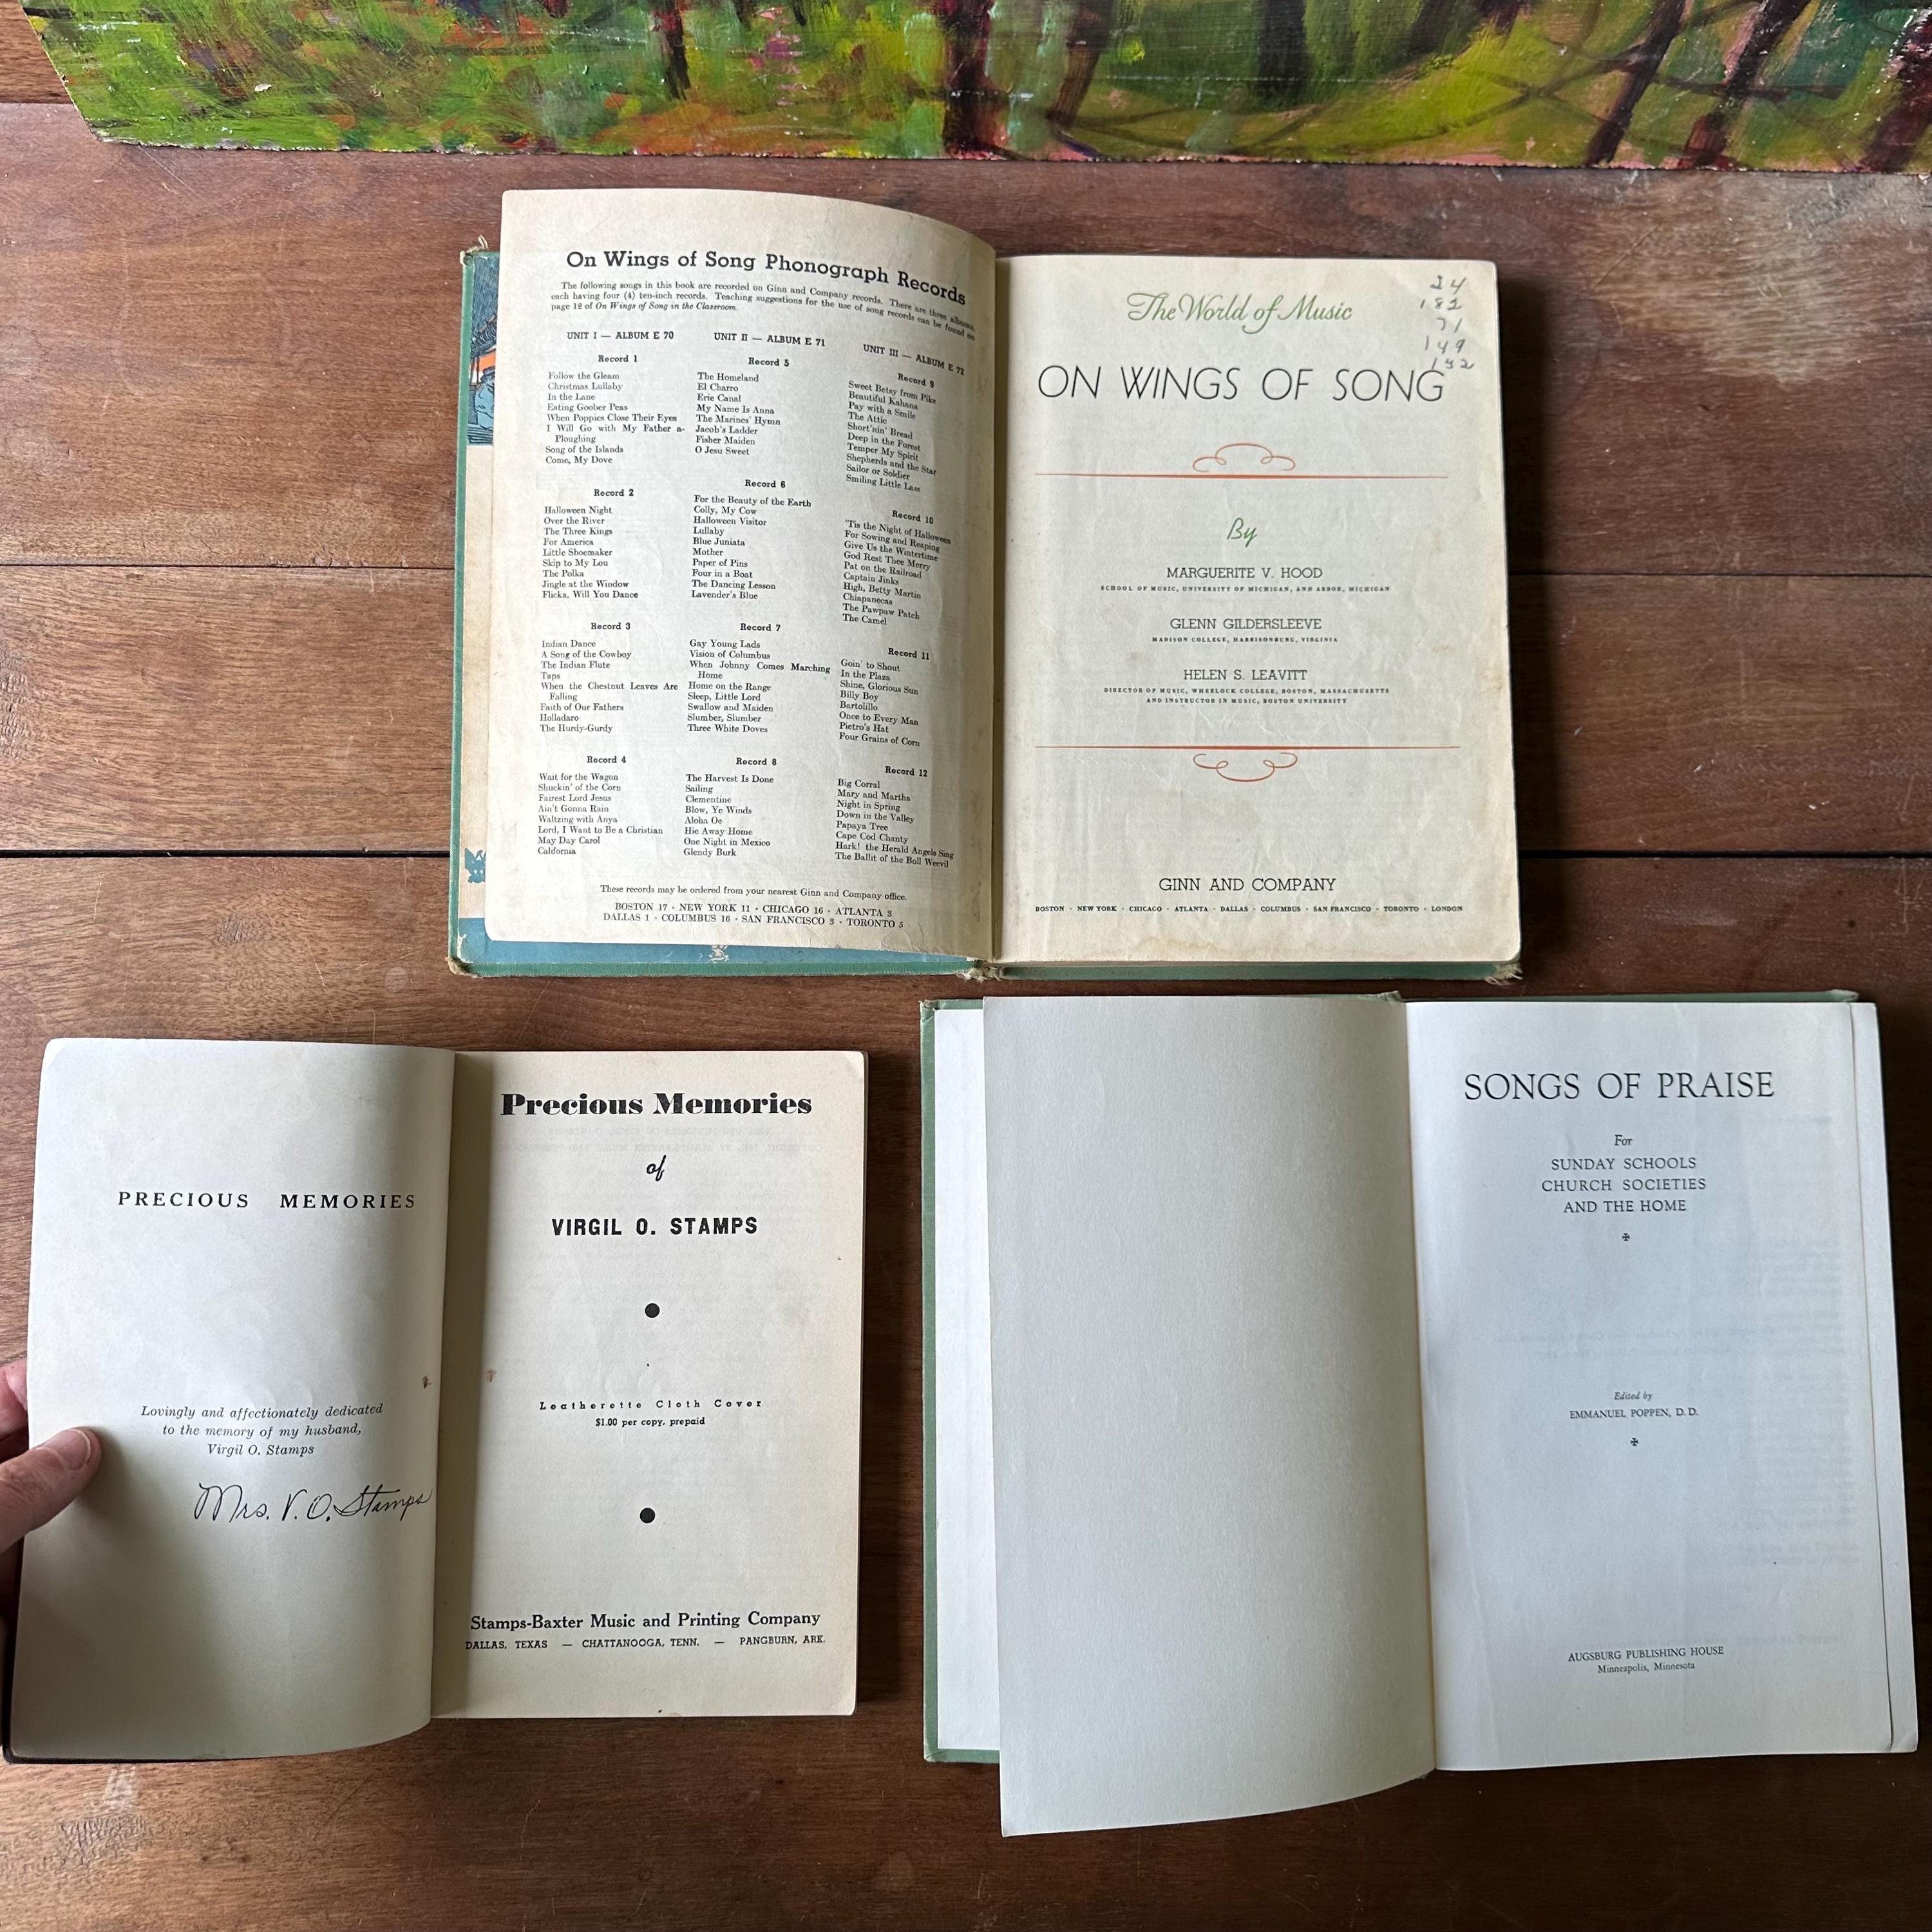 On Wings of Song Phonograph Records
The following songs in this book are recorded on Ginn and Company records. There are three albums,
each having four (4) ten-inch records. Teaching suggestions for the use of song records can be found on
page 12 of On Wings of Song in the Classroom.
UNIT I — ALBUM E 70
Record 1
Follow the Gleam
Christmas Lullaby
In the Lane
Eating Goober Peas
When Poppies Close Their Eyes
I Will Go with My Father a-
Ploughing
Song of the Islands
Come, My Dove
Record 2
Halloween Night
Over the River
The Three Kings
For America
Little Shoemaker
Skip to My Lou
The Polka
Jingle at the Window
Flicka, Will You Dance
Record 3
Indian Dance
A Song of the Cowboy
The Indian Flute
Taps
When the Chestnut Leaves Are
Falling
Faith of Our Fathers
Holladaro
The Hurdy-Gurdy
Record 4
Wait for the Wagon
Shuckin' of the Corn
Fairest Lord Jesus
Ain't Gonna Rain
Waltzing with Anya
Lord, I Want to Be a Christian
May Day Carol
California
UNIT II — ALBUM E 71
Record 5
The Homeland
El Charro
Erie Canal
My Name Is Anna
The Marines' Hymn
Jacob's Ladder
Fisher Maiden
O Jesu Sweet
Record 6
For the Beauty of the Earth
Colly, My Cow
Halloween Visitor
Lullaby
Blue Juniata
Mother
Paper of Pins
Four in a Boat
The Dancing Lesson
Lavender's Blue
Record 7
Gay Young Lads
Vision of Columbus
When Johnny Comes Marching
Home
Home on the Range
Sleep, Little Lord
Swallow and Maiden
Slumber, Slumber
Three White Doves
Record 8
The Harvest Is Done
Sailing
Clementine
Blow, Ye Winds
Aloha Oe
Hie Away Home
One Night in Mexico
Glendy Burk
UNIT III — ALBUM E 72
Record 9
Sweet Betsy from Pike
Beautiful Kahana
Pay with a Smile
The Attic
Short'nin' Bread
Deep in the Forest
Temper My Spirit
Shepherds and the Star
Sailor or Soldier
Smiling Little Lass
Record 10
'Tis the Night of Halloween
For Sowing and Reaping
Give Us the Wintertime
God Rest Thee Merry
Pat on the Railroad
Captain Jinks
High, Betty Martin
Chiapanecas
The Pawpaw Patch
The Camel
Record 11
Goin' to Shout
In the Plaza
Shine, Glorious Sun
Billy Boy
Bartolillo
Once to Every Man
Pietro's Hat
Four Grains of Corn
Record 12
Big Corral
Mary and Martha
Night in Spring
Down in the Valley
Papaya Tree
Cape Cod Chanty
Hark! the Herald Angels Sing
The Ballit of the Boll Weevil
These records may be ordered from your nearest Ginn and Company office.
BOSTON 17 · NEW YORK 11 · CHICAGO 16 · ATLANTA 3
DALLAS 1 · COLUMBUS 16 · SAN FRANCISCO 3 · TORONTO 5
24
182
71
149
152
The World of Music
ON WINGS OF SONG
By
MARGUERITE V. HOOD
SCHOOL OF MUSIC, UNIVERSITY OF MICHIGAN, ANN ARBOR, MICHIGAN
GLENN GILDERSLEEVE
MADISON COLLEGE, HARRISONBURG, VIRGINIA
HELEN S. LEAVITT
DIRECTOR OF MUSIC, WHEELOCK COLLEGE, BOSTON, MASSACHUSETTS
AND INSTRUCTOR IN MUSIC, BOSTON UNIVERSITY
GINN AND COMPANY
BOSTON · NEW YORK · CHICAGO · ATLANTA · DALLAS · COLUMBUS · SAN FRANCISCO · TORONTO · LONDON
PRECIOUS MEMORIES
Lovingly and affectionately dedicated
to the memory of my husband,
Virgil O. Stamps
Mrs. V. O. Stamps
Precious Memories
of
VIRGIL O. STAMPS
Leatherette Cloth Cover
$1.00 per copy, prepaid
Stamps-Baxter Music and Printing Company
DALLAS, TEXAS — CHATTANOOGA, TENN. — PANGBURN, ARK.
SONGS OF PRAISE
For
SUNDAY SCHOOLS
CHURCH SOCIETIES
AND THE HOME
Edited by
EMMANUEL POPPEN, D. D.
AUGSBURG PUBLISHING HOUSE
Minneapolis, Minnesota